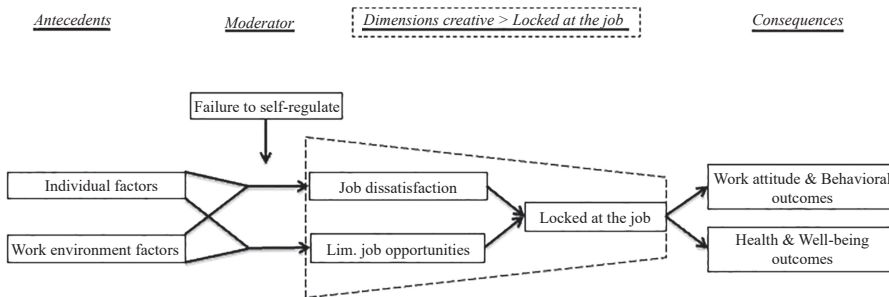 Antecedents
Moderator
Dimensions creative > Locked at the job
Consequences
Failure to self-regulate
Individual factors
Job dissatisfaction
Work attitude & Behavioral
outcomes
Locked at the job
Work environment factors
Lim. job opportunities
Health & Well-being
outcomes